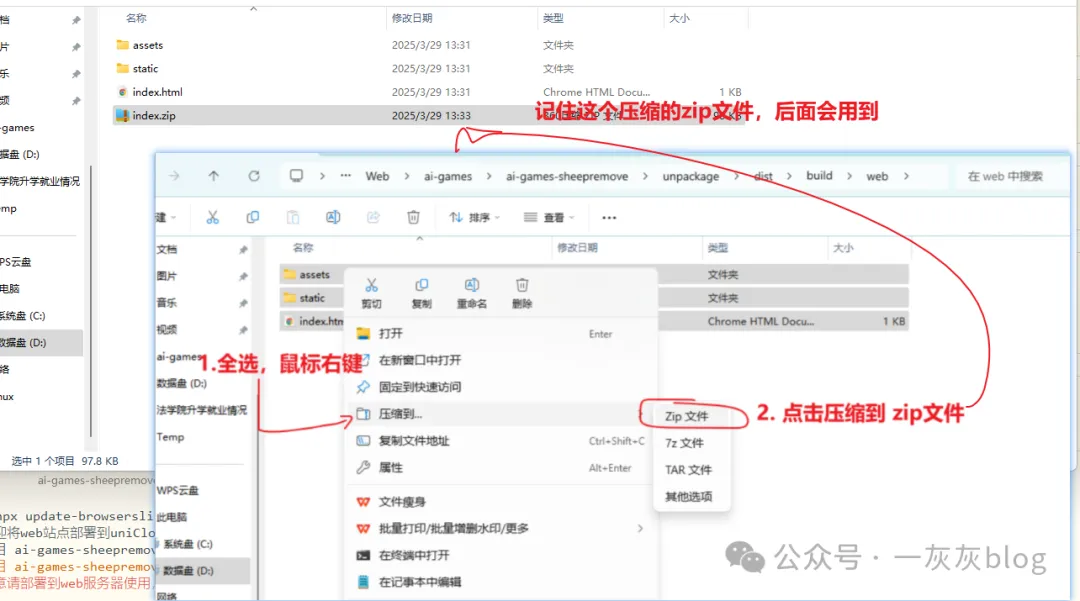 名称 修改日期 类型 大小
档
assets 2025/3/29 13:31 文件夹
片
static 2025/3/29 13:31 文件夹
乐
index.html 2025/3/29 13:31 Chrome HTML Docu... 1 KB
频
index.zip 2025/3/29 13:33
记住这个压缩的zip文件，后面会用到
-games
据盘 (D:)
学院升学就业情况
emp
PS云盘
电脑
系统盘 (C:)
数据盘 (D:)
络
nux
选中 1 个项目 97.8 KB
ai-games-sheepremov
npx update-browsersli
迎将web站点部署到uniClo
目 ai-games-sheepremov
目 ai-games-sheepremov
意请部署到web服务器使用
Web ai-games ai-games-sheepremove unpackage dist build web 在 web 中搜索
建 排序 查看
名称 修改日期 类型 大小
文档
图片
音乐
视频
ai-games
数据盘 (D:)
法学院升学就业情况
Temp
WPS云盘
此电脑
系统盘 (C:)
数据盘 (D:)
网络
assets 文件夹
static 文件夹
index.htm Chrome HTML Docu... 1 KB
剪切 复制 重命名 删除
打开 Enter
在新窗口中打开
固定到快速访问
压缩到...
复制文件地址 Ctrl+Shift+C
属性 Alt+Enter
文件瘦身
批量打印/批量增删水印/更多
在终端中打开
在记事本中编辑
Zip 文件
7z 文件
TAR 文件
其他选项
1.全选，鼠标右键
2. 点击压缩到 zip文件
公众号 · 一灰灰blog